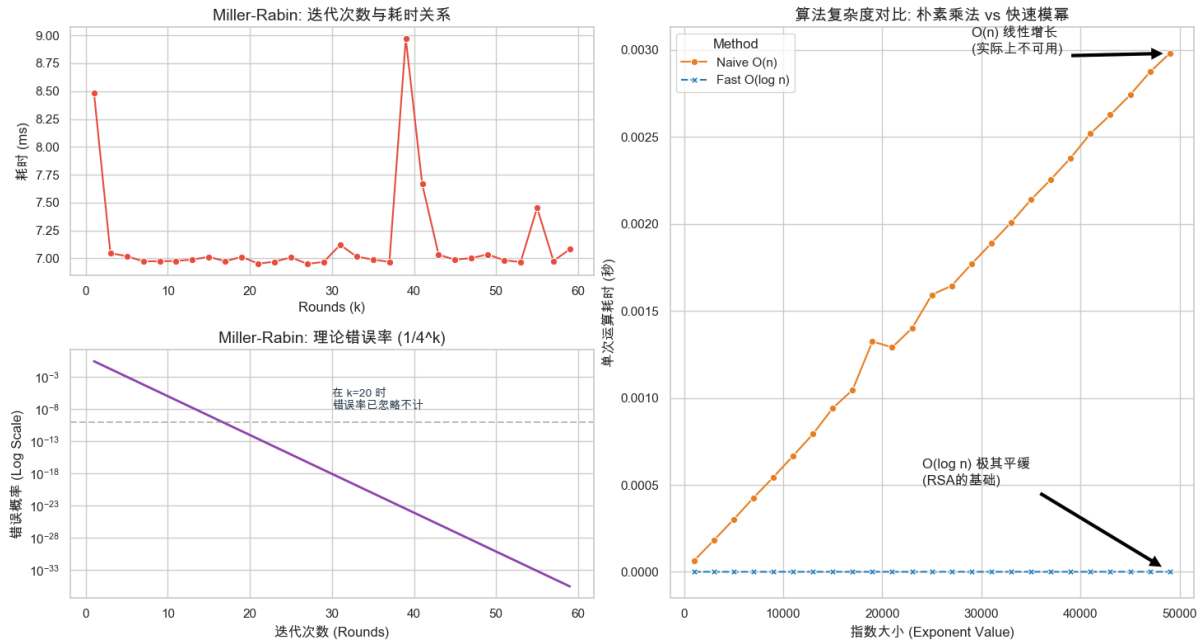 Miller-Rabin: 迭代次数与耗时关系
9.00
8.75
8.50
8.25
8.00
7.75
7.50
7.25
7.00
耗时 (ms)
0 10 20 30 40 50 60
Rounds (k)
Miller-Rabin: 理论错误率 (1/4^k)
10⁻³
10⁻⁸
10⁻¹³
10⁻¹⁸
10⁻²³
10⁻²⁸
10⁻³³
错误概率 (Log Scale)
在 k=20 时
错误率已忽略不计
0 10 20 30 40 50 60
迭代次数 (Rounds)
算法复杂度对比: 朴素乘法 vs 快速模幂
O(n) 线性增长
(实际上不可用)
Method
Naive O(n)
Fast O(log n)
0.0030
0.0025
0.0020
0.0015
0.0010
0.0005
0.0000
单次运算耗时 (秒)
O(log n) 极其平缓
(RSA的基础)
0 10000 20000 30000 40000 50000
指数大小 (Exponent Value)